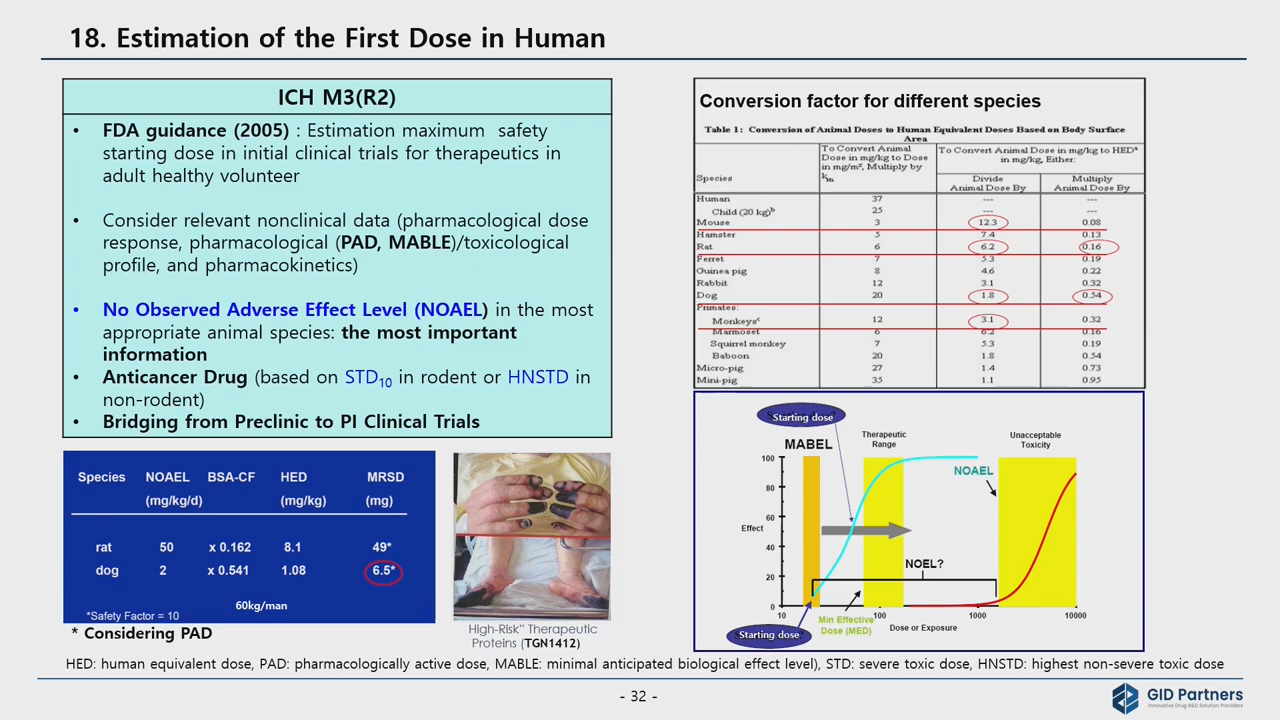 18. Estimation of the First Dose in Human
ICH M3(R2)
• FDA guidance (2005) : Estimation maximum safety
starting dose in initial clinical trials for therapeutics in
adult healthy volunteer
• Consider relevant nonclinical data (pharmacological dose
response, pharmacological (PAD, MABLE)/toxicological
profile, and pharmacokinetics)
• No Observed Adverse Effect Level (NOAEL) in the most
appropriate animal species: the most important
information
• Anticancer Drug (based on STD10 in rodent or HNSTD in
non-rodent)
• Bridging from Preclinic to PI Clinical Trials
Species NOAEL BSA-CF HED MRSD
(mg/kg/d) (mg/kg) (mg)
rat 50 x 0.162 8.1 49*
dog 2 x 0.541 1.08 6.5*
60kg/man
*Safety Factor = 10
* Considering PAD
High-Risk” Therapeutic
Proteins (TGN1412)
Conversion factor for different species
Table 1: Conversion of Animal Doses to Human Equivalent Doses Based on Body Surface
Area
Species
To Convert Animal
Dose in mg/kg to Dose
in mg/m², Multiply by
km
To Convert Animal Dose in mg/kg to HEDa
in mg/kg, Either:
Divide
Animal Dose By
Multiply
Animal Dose By
Human 37 --- ---
Child (20 kg)b 25 --- ---
Mouse 3 12.3 0.08
Hamster 5 7.4 0.13
Rat 6 6.2 0.16
Ferret 7 5.3 0.19
Guinea pig 8 4.6 0.22
Rabbit 12 3.1 0.32
Dog 20 1.8 0.54
Primates:
Monkeysc 12 3.1 0.32
Marmoset 6 6.2 0.16
Squirrel monkey 7 5.3 0.19
Baboon 20 1.8 0.54
Micro-pig 27 1.4 0.73
Mini-pig 35 1.1 0.95
Starting dose
MABEL
Therapeutic
Range
Unacceptable
Toxicity
NOAEL
100
80
60
40
20
0
Effect
NOEL?
10 100 1000 10000
Min Effective
Dose (MED)
Dose or Exposure
Starting dose
HED: human equivalent dose, PAD: pharmacologically active dose, MABLE: minimal anticipated biological effect level), STD: severe toxic dose, HNSTD: highest non-severe toxic dose
- 32 -
GID Partners
Innovative Drug R&D Solution Providers